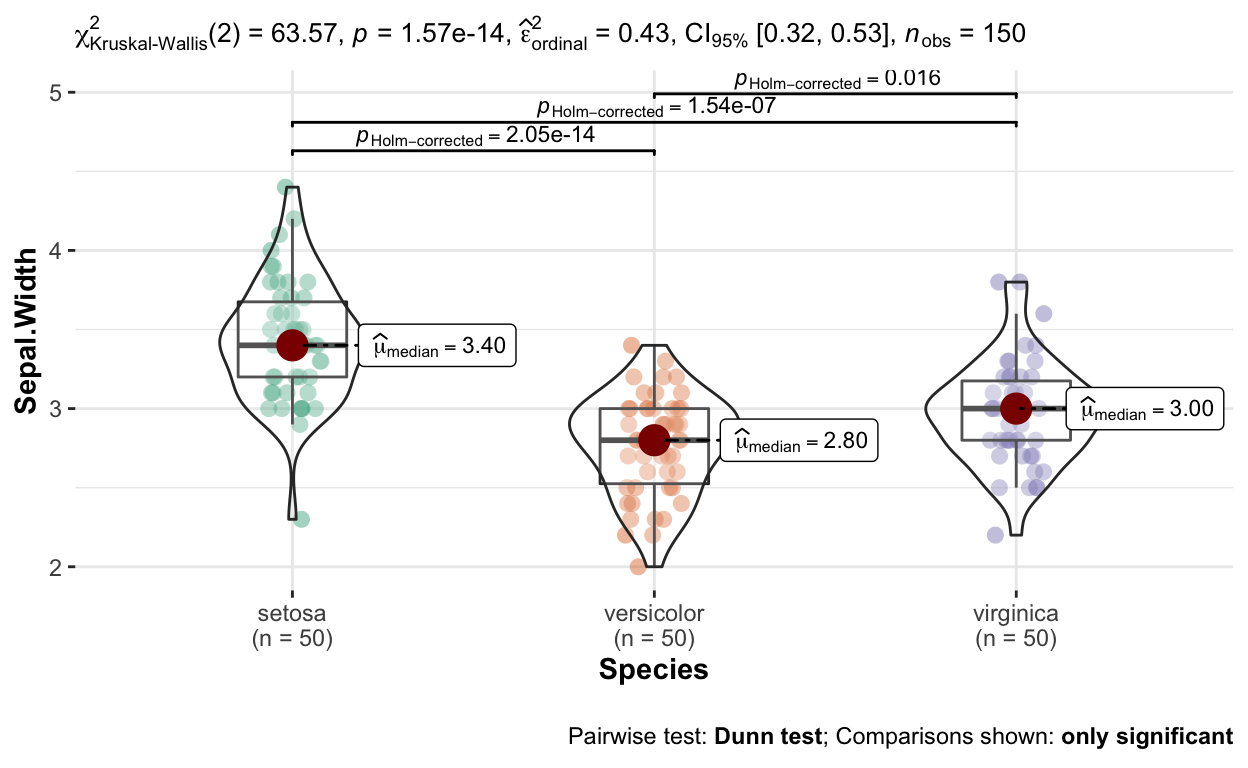 χ²Kruskal-Wallis(2) = 63.57, p = 1.57e-14, ε̂²ordinal = 0.43, CI95% [0.32, 0.53], nobs = 150
5
pHolm−corrected = 0.016
pHolm−corrected = 1.54e-07
pHolm−corrected = 2.05e-14
4
Sepal.Width
μ̂median = 3.40
3
μ̂median = 3.00
μ̂median = 2.80
2
setosa versicolor virginica
(n = 50) (n = 50) (n = 50)
Species
Pairwise test: Dunn test; Comparisons shown: only significant